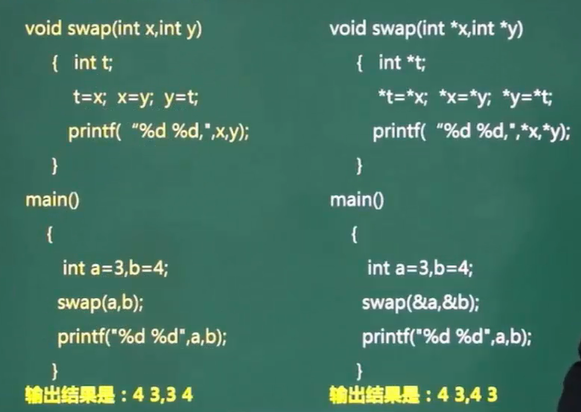 void swap(int x,int y)
{ int t;
t=x; x=y; y=t;
printf( “%d %d,",x,y);
}
main()
{
int a=3,b=4;
swap(a,b);
printf("%d %d",a,b);
}
输出结果是：4 3,3 4
void swap(int *x,int *y)
{ int *t;
*t=*x; *x=*y; *y=*t;
printf( “%d %d,",*x,*y);
}
main()
{
int a=3,b=4;
swap(&a,&b);
printf("%d %d",a,b);
}
输出结果是：4 3,4 3